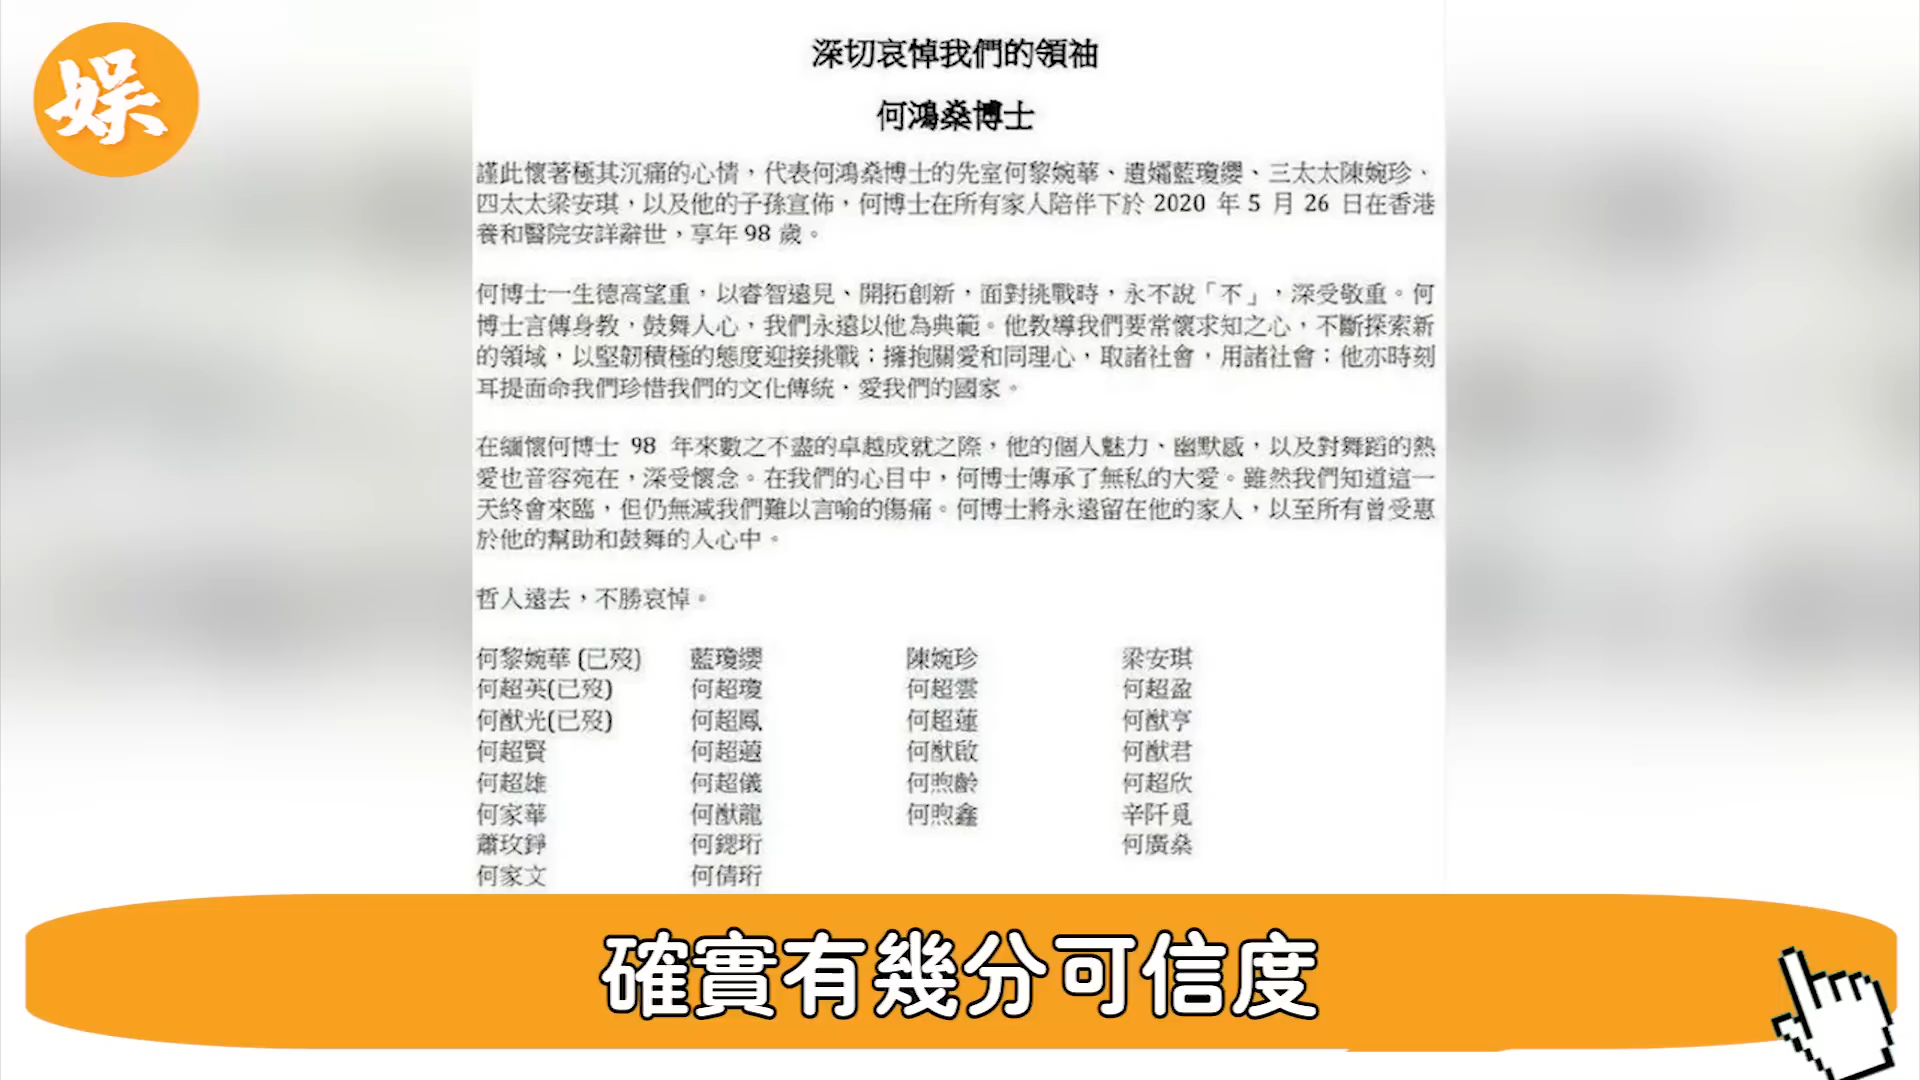 娱
深切哀悼我們的領袖
何鴻燊博士
謹此懷著極其沉痛的心情，代表何鴻燊博士的先室何黎婉華、遺孀藍瓊纓、三太太陳婉珍、
四太太梁安琪，以及他的子孫宣佈，何博士在所有家人陪伴下於 2020 年 5 月 26 日在香港
養和醫院安詳辭世，享年 98 歲。
何博士一生德高望重，以睿智遠見、開拓創新，面對挑戰時，永不說「不」，深受敬重。何
博士言傳身教，鼓舞人心，我們永遠以他為典範。他教導我們要常懷求知之心，不斷探索新
的領域，以堅韌積極的態度迎接挑戰；擁抱關愛和同理心，取諸社會，用諸社會；他亦時刻
耳提面命我們珍惜我們的文化傳統，愛我們的國家。
在緬懷何博士 98 年來數之不盡的卓越成就之際，他的個人魅力、幽默感，以及對舞蹈的熱
愛也音容宛在，深受懷念。在我們的心目中，何博士傳承了無私的大愛。雖然我們知道這一
天終會來臨，但仍無減我們難以言喻的傷痛。何博士將永遠留在他的家人，以至所有曾受惠
於他的幫助和鼓舞的人心中。
哲人遠去，不勝哀悼。
何黎婉華 (已歿) 藍瓊纓 陳婉珍 梁安琪
何超英(已歿) 何超瓊 何超雲 何超盈
何猷光(已歿) 何超鳳 何超蓮 何猷亨
何超賢 何超蕸 何猷啟 何猷君
何超雄 何超儀 何煦齡 何超欣
何家華 何猷龍 何煦鑫 辛阡覓
蕭玫錚 何鍶珩 何廣燊
何家文 何倩珩
確實有幾分可信度